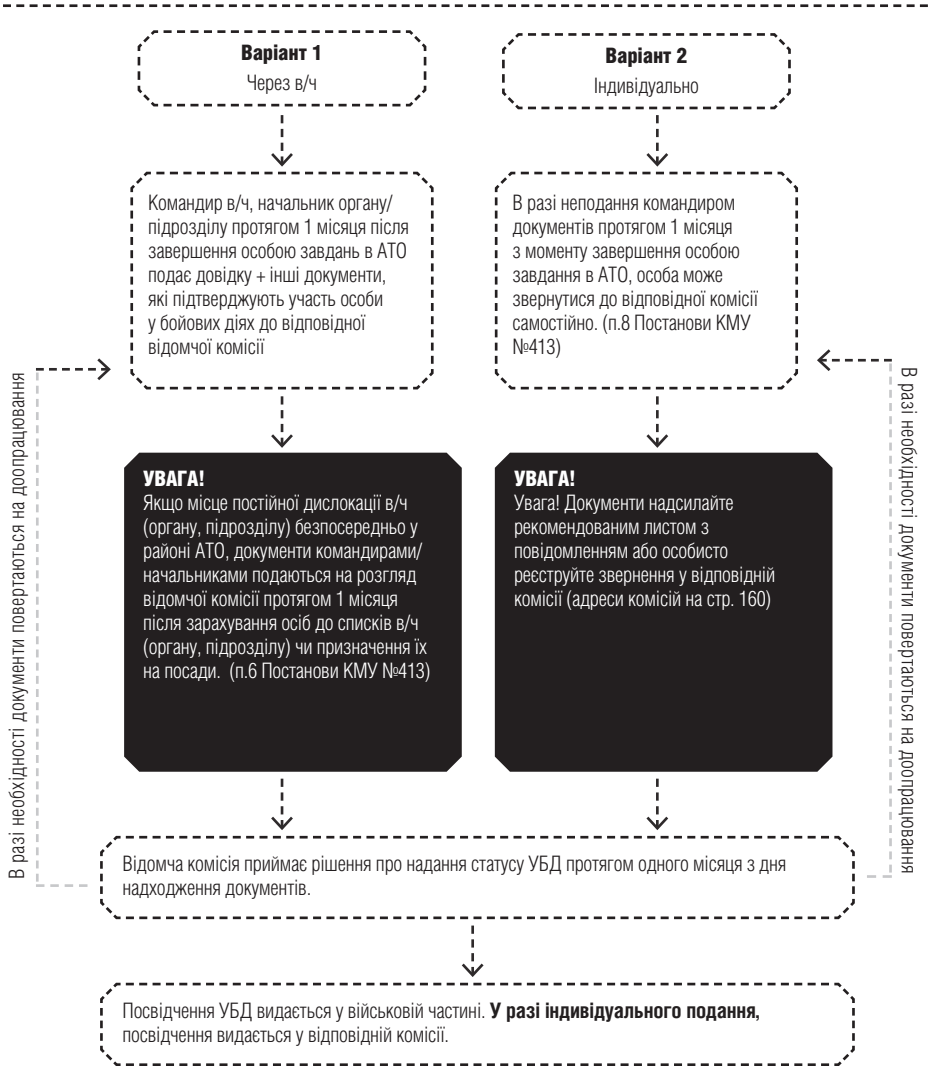 Варіант 1
Через в/ч
Варіант 2
Індивідуально
Командир в/ч, начальник органу/
підрозділу протягом 1 місяця після
завершення особою завдань в АТО
подає довідку + інші документи,
які підтверджують участь особи
у бойових діях до відповідної
відомчої комісії
В разі неподання командиром
документів протягом 1 місяця
з моменту завершення особою
завдання в АТО, особа може
звернутися до відповідної комісії
самостійно. (п.8 Постанови КМУ
№413)
УВАГА!
Якщо місце постійної дислокації в/ч
(органу, підрозділу) безпосередньо у
районі АТО, документи командирами/
начальниками подаються на розгляд
відомчої комісії протягом 1 місяця
після зарахування осіб до списків в/ч
(органу, підрозділу) чи призначення їх
на посади. (п.6 Постанови КМУ №413)
УВАГА!
Увага! Документи надсилайте
рекомендованим листом з
повідомленням або особисто
реєструйте звернення у відповідній
комісії (адреси комісій на стр. 160)
В разі необхідності документи повертаються на доопрацювання
В разі необхідності документи повертаються на доопрацювання
Відомча комісія приймає рішення про надання статусу УБД протягом одного місяця з дня
надходження документів.
Посвідчення УБД видається у військовій частині. У разі індивідуального подання,
посвідчення видається у відповідній комісії.